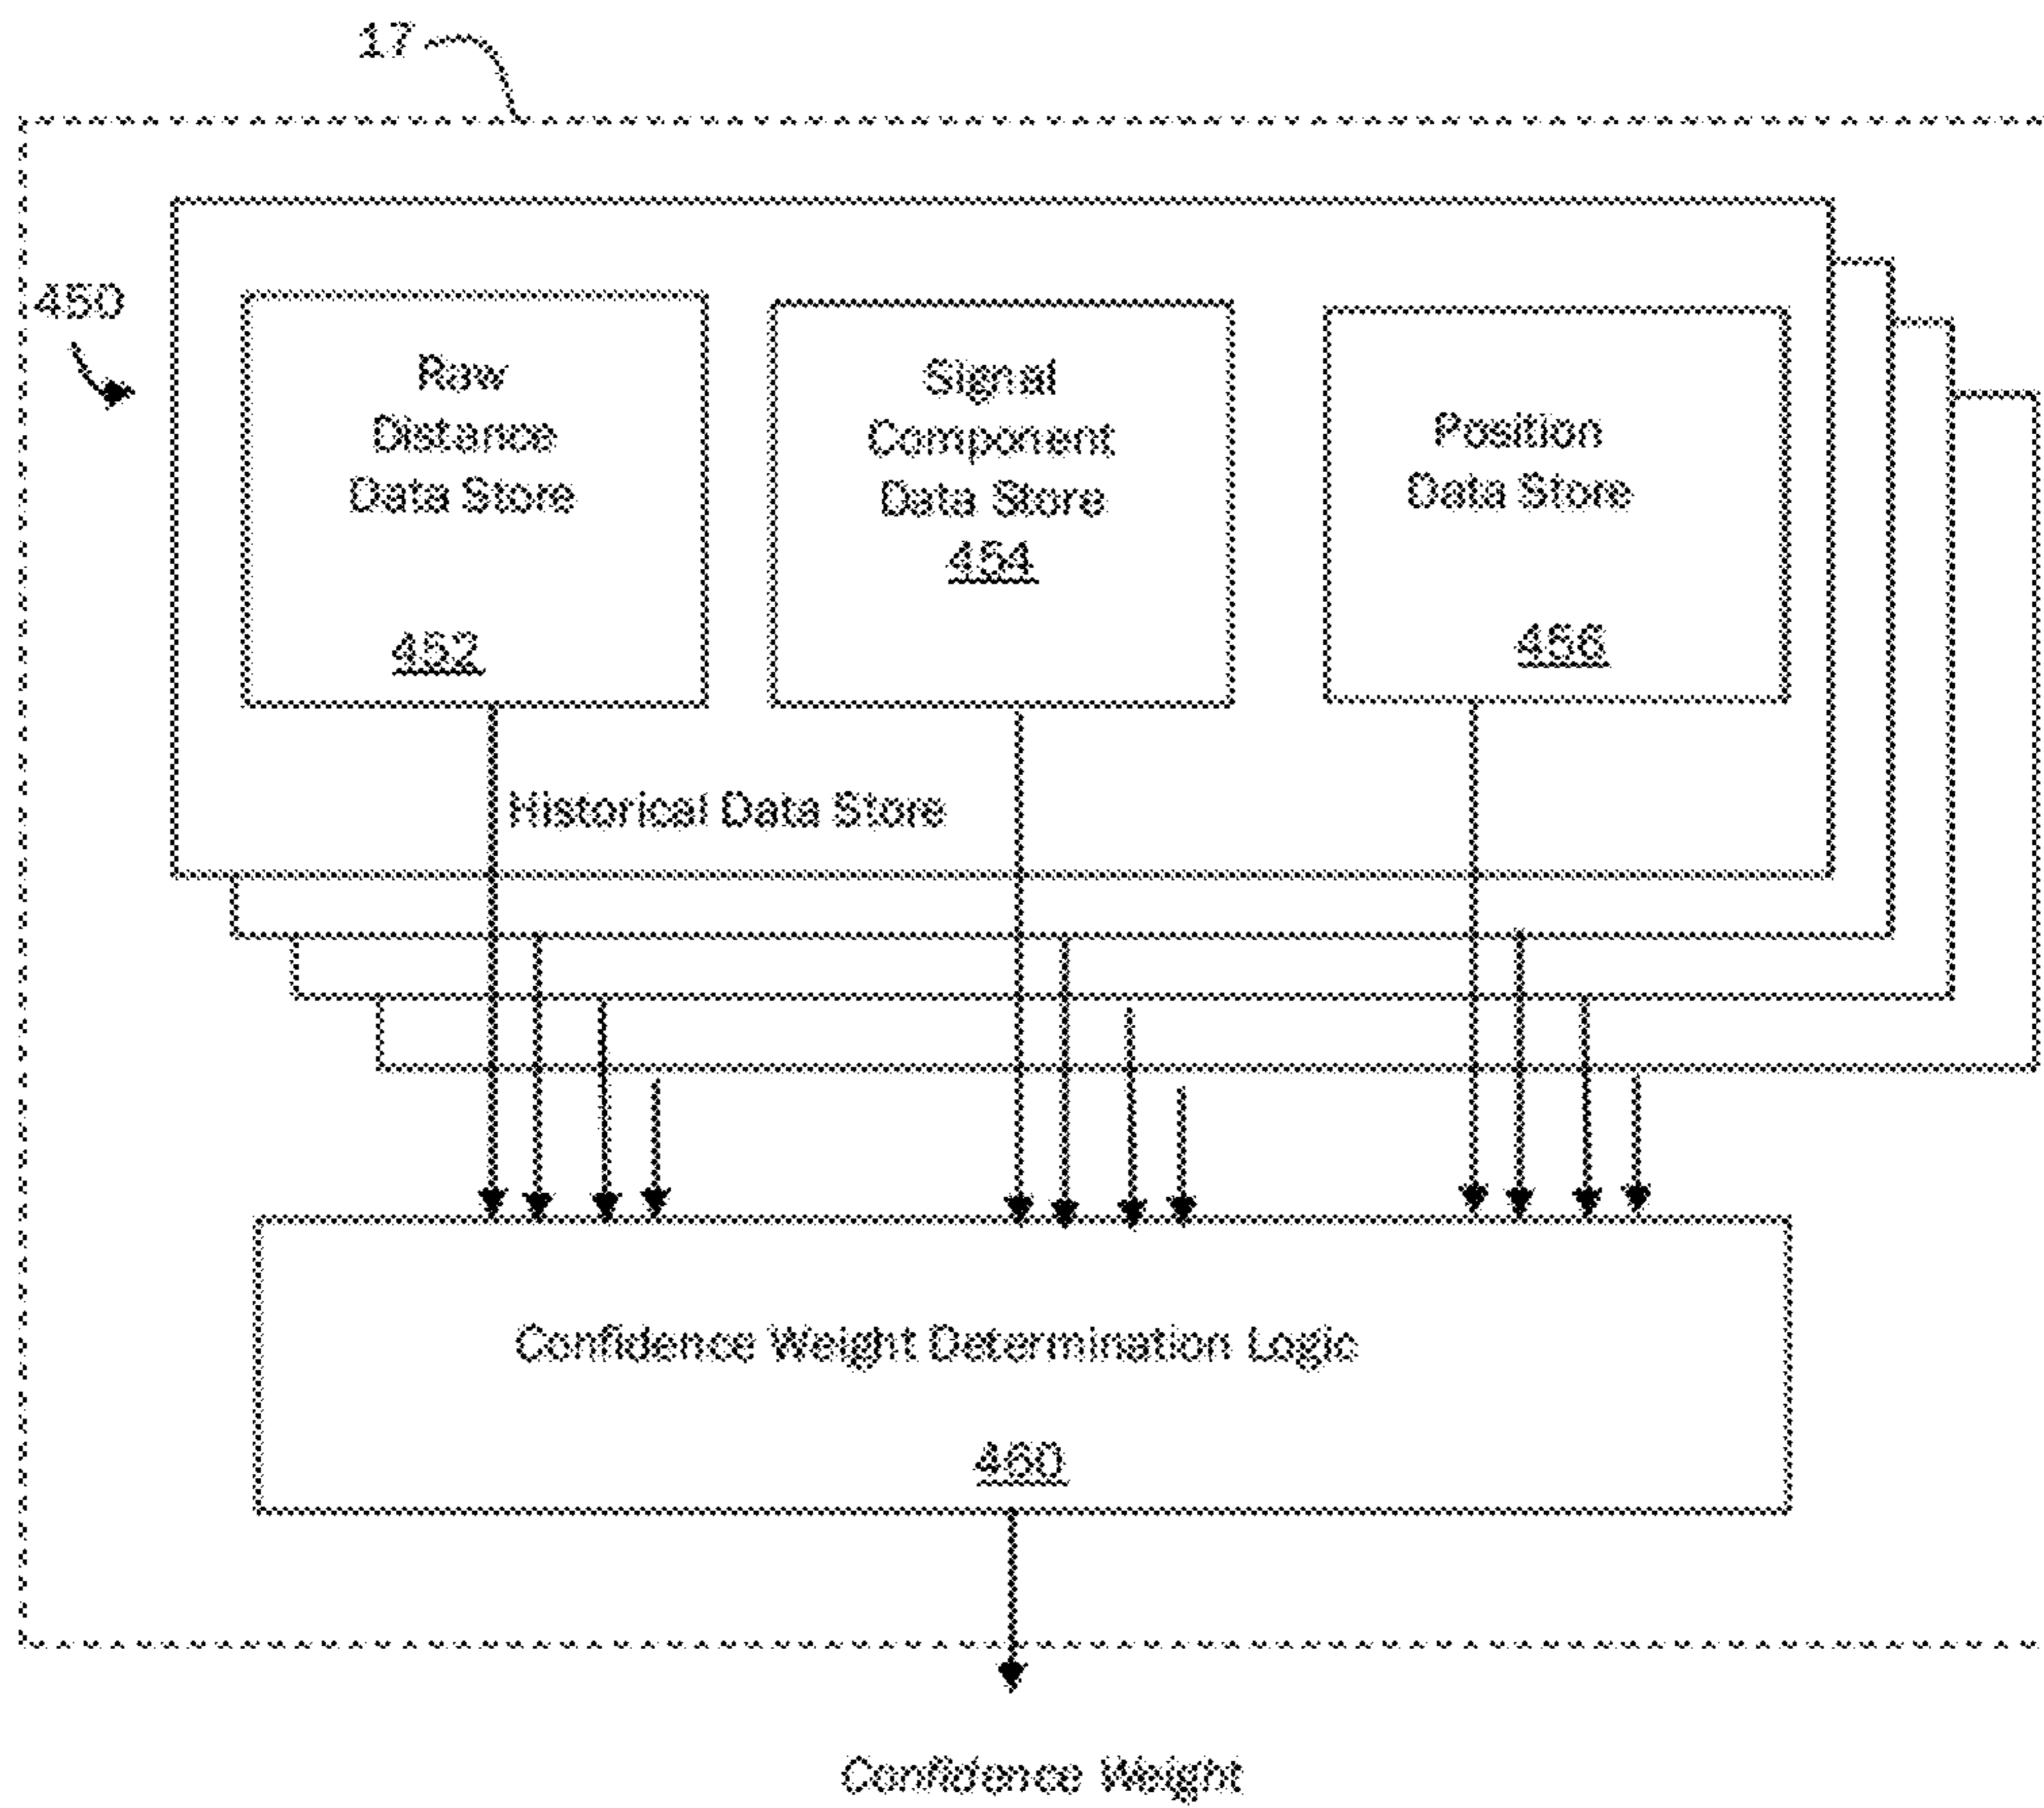 17
450
Raw
Distance
Data Store
452
Signal
Component
Data Store
454
Position
Data Store
456
Historical Data Store
Confidence Weight Determination Logic
460
Confidence Weight